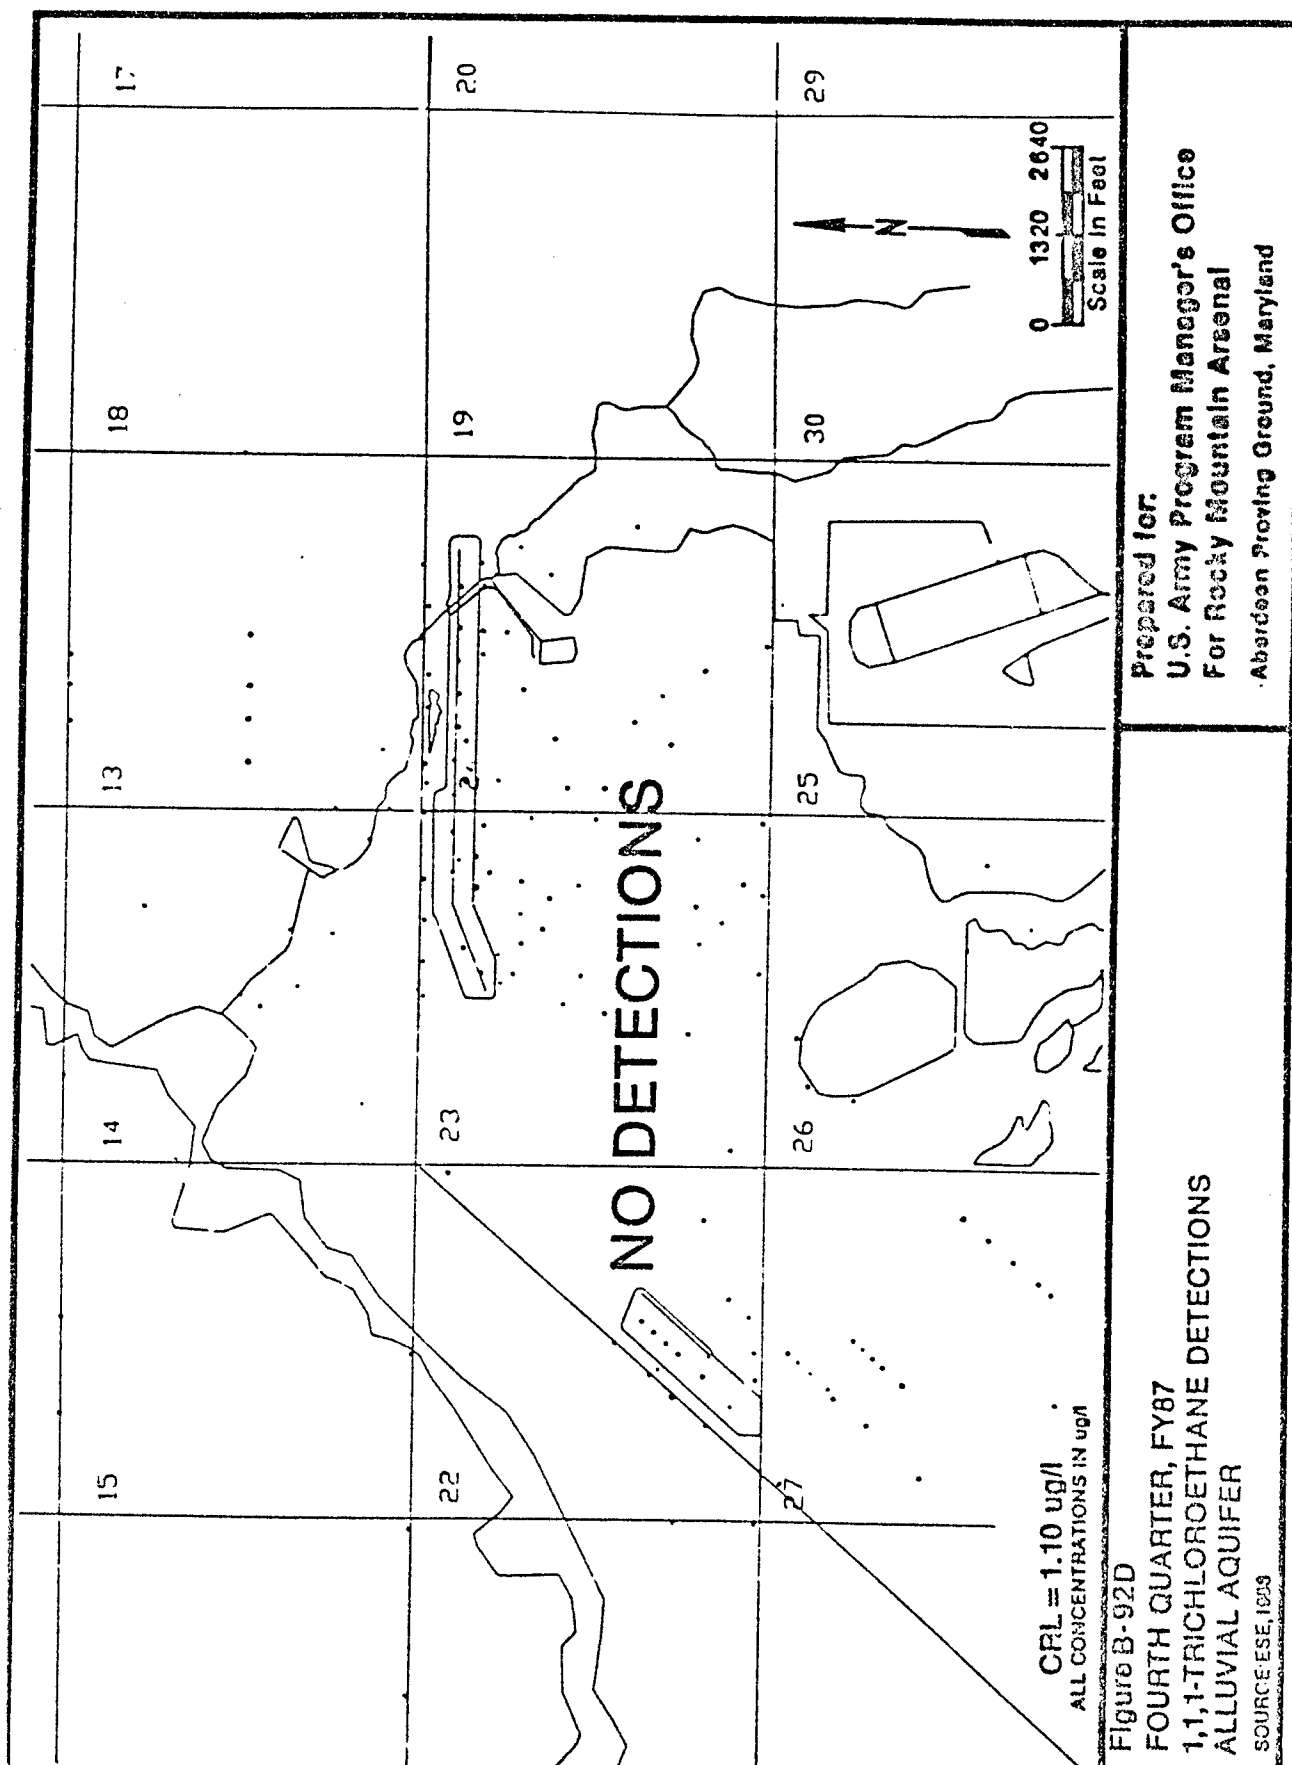 17
20
29
18
19
30
13
25
14
23
26
15
22
27
NO DETECTIONS
N
0 1320 2640
Scale In Feet
CRL = 1.10 ug/l
ALL CONCENTRATIONS IN ug/l
Figure B-92D
FOURTH QUARTER, FY87
1,1,1-TRICHLOROETHANE DETECTIONS
ALLUVIAL AQUIFER
SOURCE:ESE,
Prepared for:
U.S. Army Program Manager's Office
For Rocky Mountain Arsenal
Aberdeen Proving Ground, Maryland